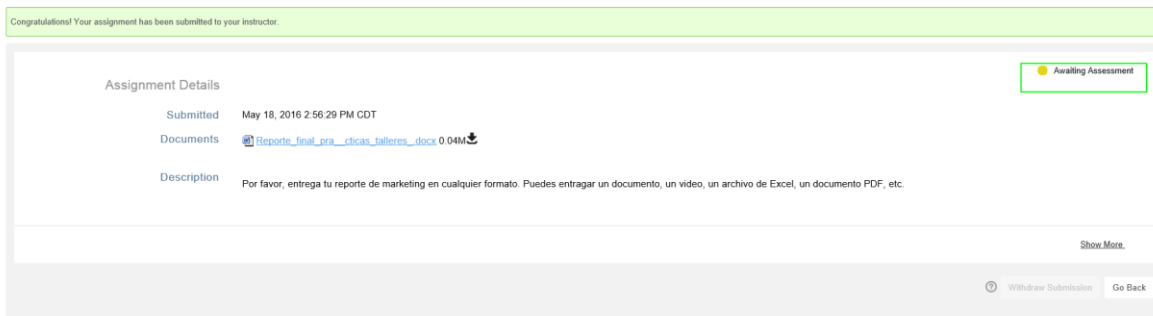 Congratulations! Your assignment has been submitted to your instructor.
Awaiting Assessment
Assignment Details
Submitted May 18, 2016 2:56:29 PM CDT
Documents Reporte_final_pra__cticas_talleres_.docx 0.04M
Description Por favor, entrega tu reporte de marketing en cualquier formato. Puedes entragar un documento, un video, un archivo de Excel, un documento PDF, etc.
Show More
? Withdraw Submission Go Back